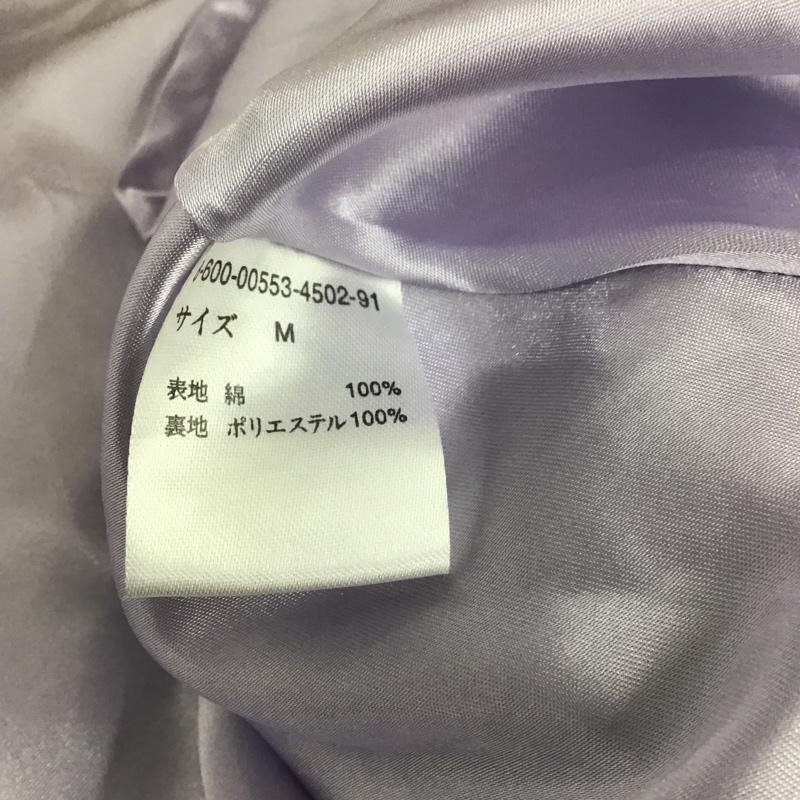 -600-00553-4502-91
サイズ M
表地 綿 100%
裏地 ポリエステル100%